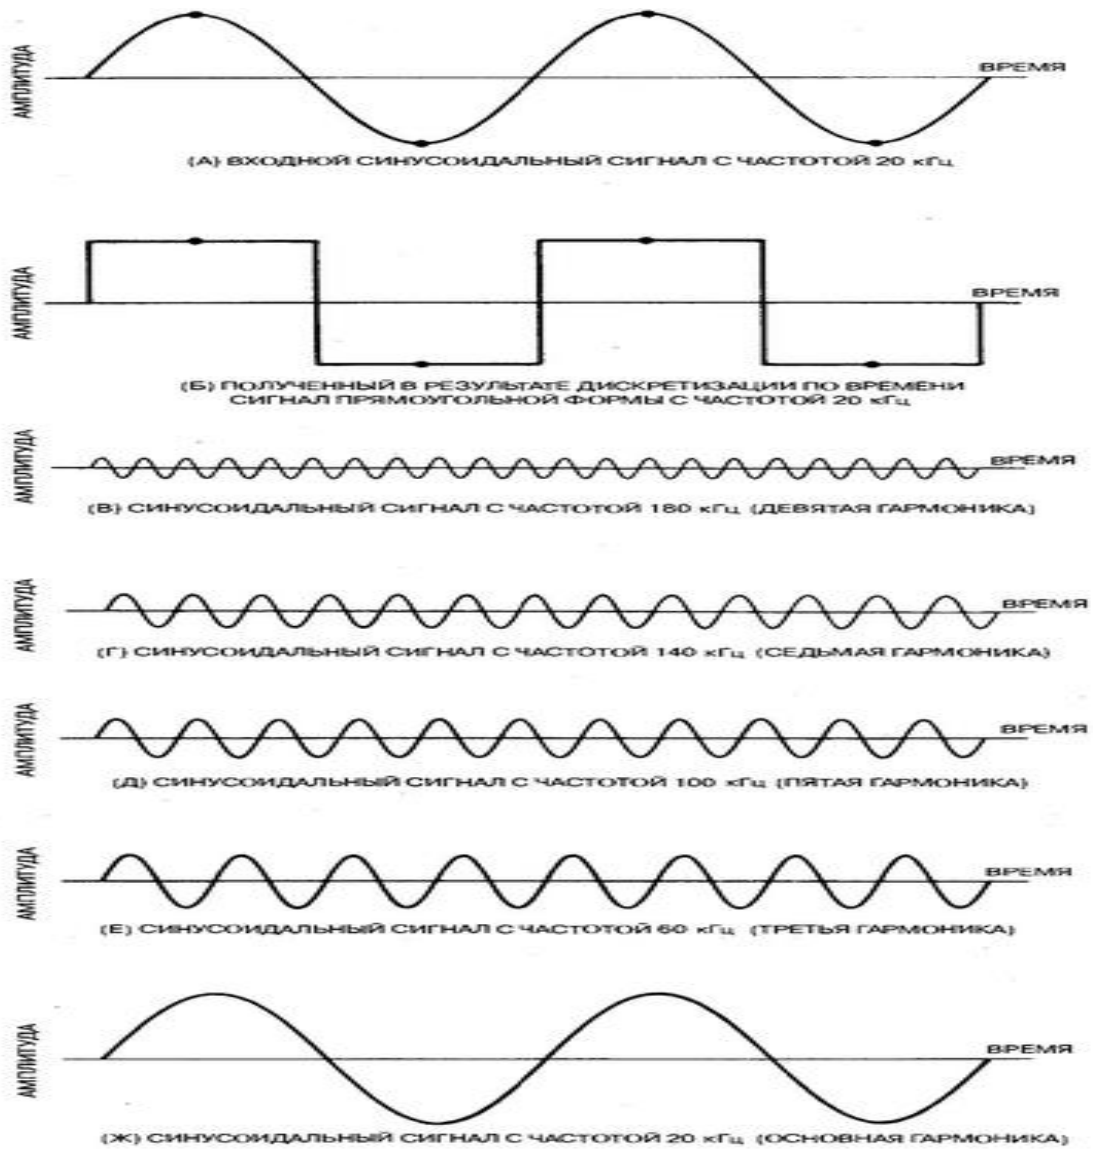 АМПЛИТУДА
ВРЕМЯ
(А) ВХОДНОЙ СИНУСОИДАЛЬНЫЙ СИГНАЛ С ЧАСТОТОЙ 20 кГц
АМПЛИТУДА
ВРЕМЯ
(Б) ПОЛУЧЕННЫЙ В РЕЗУЛЬТАТЕ ДИСКРЕТИЗАЦИИ ПО ВРЕМЕНИ
СИГНАЛ ПРЯМОУГОЛЬНОЙ ФОРМЫ С ЧАСТОТОЙ 20 кГц
АМПЛИТУДА
ВРЕМЯ
(В) СИНУСОИДАЛЬНЫЙ СИГНАЛ С ЧАСТОТОЙ 180 кГц (ДЕВЯТАЯ ГАРМОНИКА)
АМПЛИТУДА
ВРЕМЯ
(Г) СИНУСОИДАЛЬНЫЙ СИГНАЛ С ЧАСТОТОЙ 140 кГц (СЕДЬМАЯ ГАРМОНИКА)
АМПЛИТУДА
ВРЕМЯ
(Д) СИНУСОИДАЛЬНЫЙ СИГНАЛ С ЧАСТОТОЙ 100 кГц (ПЯТАЯ ГАРМОНИКА)
АМПЛИТУДА
ВРЕМЯ
(Е) СИНУСОИДАЛЬНЫЙ СИГНАЛ С ЧАСТОТОЙ 60 кГц (ТРЕТЬЯ ГАРМОНИКА)
АМПЛИТУДА
ВРЕМЯ
(Ж) СИНУСОИДАЛЬНЫЙ СИГНАЛ С ЧАСТОТОЙ 20 кГц (ОСНОВНАЯ ГАРМОНИКА)